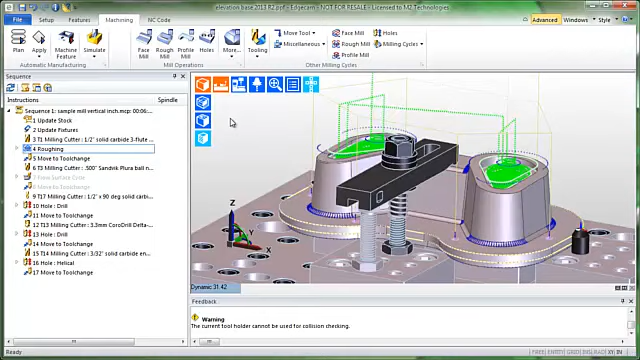 elevation base 2013 R2.ppf - Edgecam - NOT FOR RESALE - Licensed to M2 Technologies
File Setup Features Machining NC Code Advanced Windows Style
Plan Apply Machine Feature Simulate Face Mill Rough Mill Profile Mill Holes Move Tool Miscellaneous Face Mill Rough Mill Profile Mill Holes Milling Cycles
Automatic Manufacturing Mill Operations Other Milling Cycles
Sequence
Instructions Spindle
Sequence 1: sample mill vertical inch.mcp: 00:06...
1 Update Stock
2 Update Fixtures
3 T1 Milling Cutter : 1/2" solid carbide 3-flute ...
4 Roughing
5 Move to Toolchange
6 T3 Milling Cutter : .500" Sandvik Plura ball n...
7 Flow Surface Cycle
8 Move to Toolchange
9 T17 Milling Cutter : 1/2" x 90 deg solid carbid...
10 Hole : Drill
11 Move to Toolchange
12 T13 Milling Cutter : 3.3mm CoroDrill Delta-...
13 Hole : Drill
14 Move to Toolchange
15 T14 Milling Cutter : 3/32" solid carbide en...
16 Hole : Helical
17 Move to Toolchange
Z
Y
X
Dynamic 31.42
Feedback
Warning
The current tool holder cannot be used for collision checking.
Ready